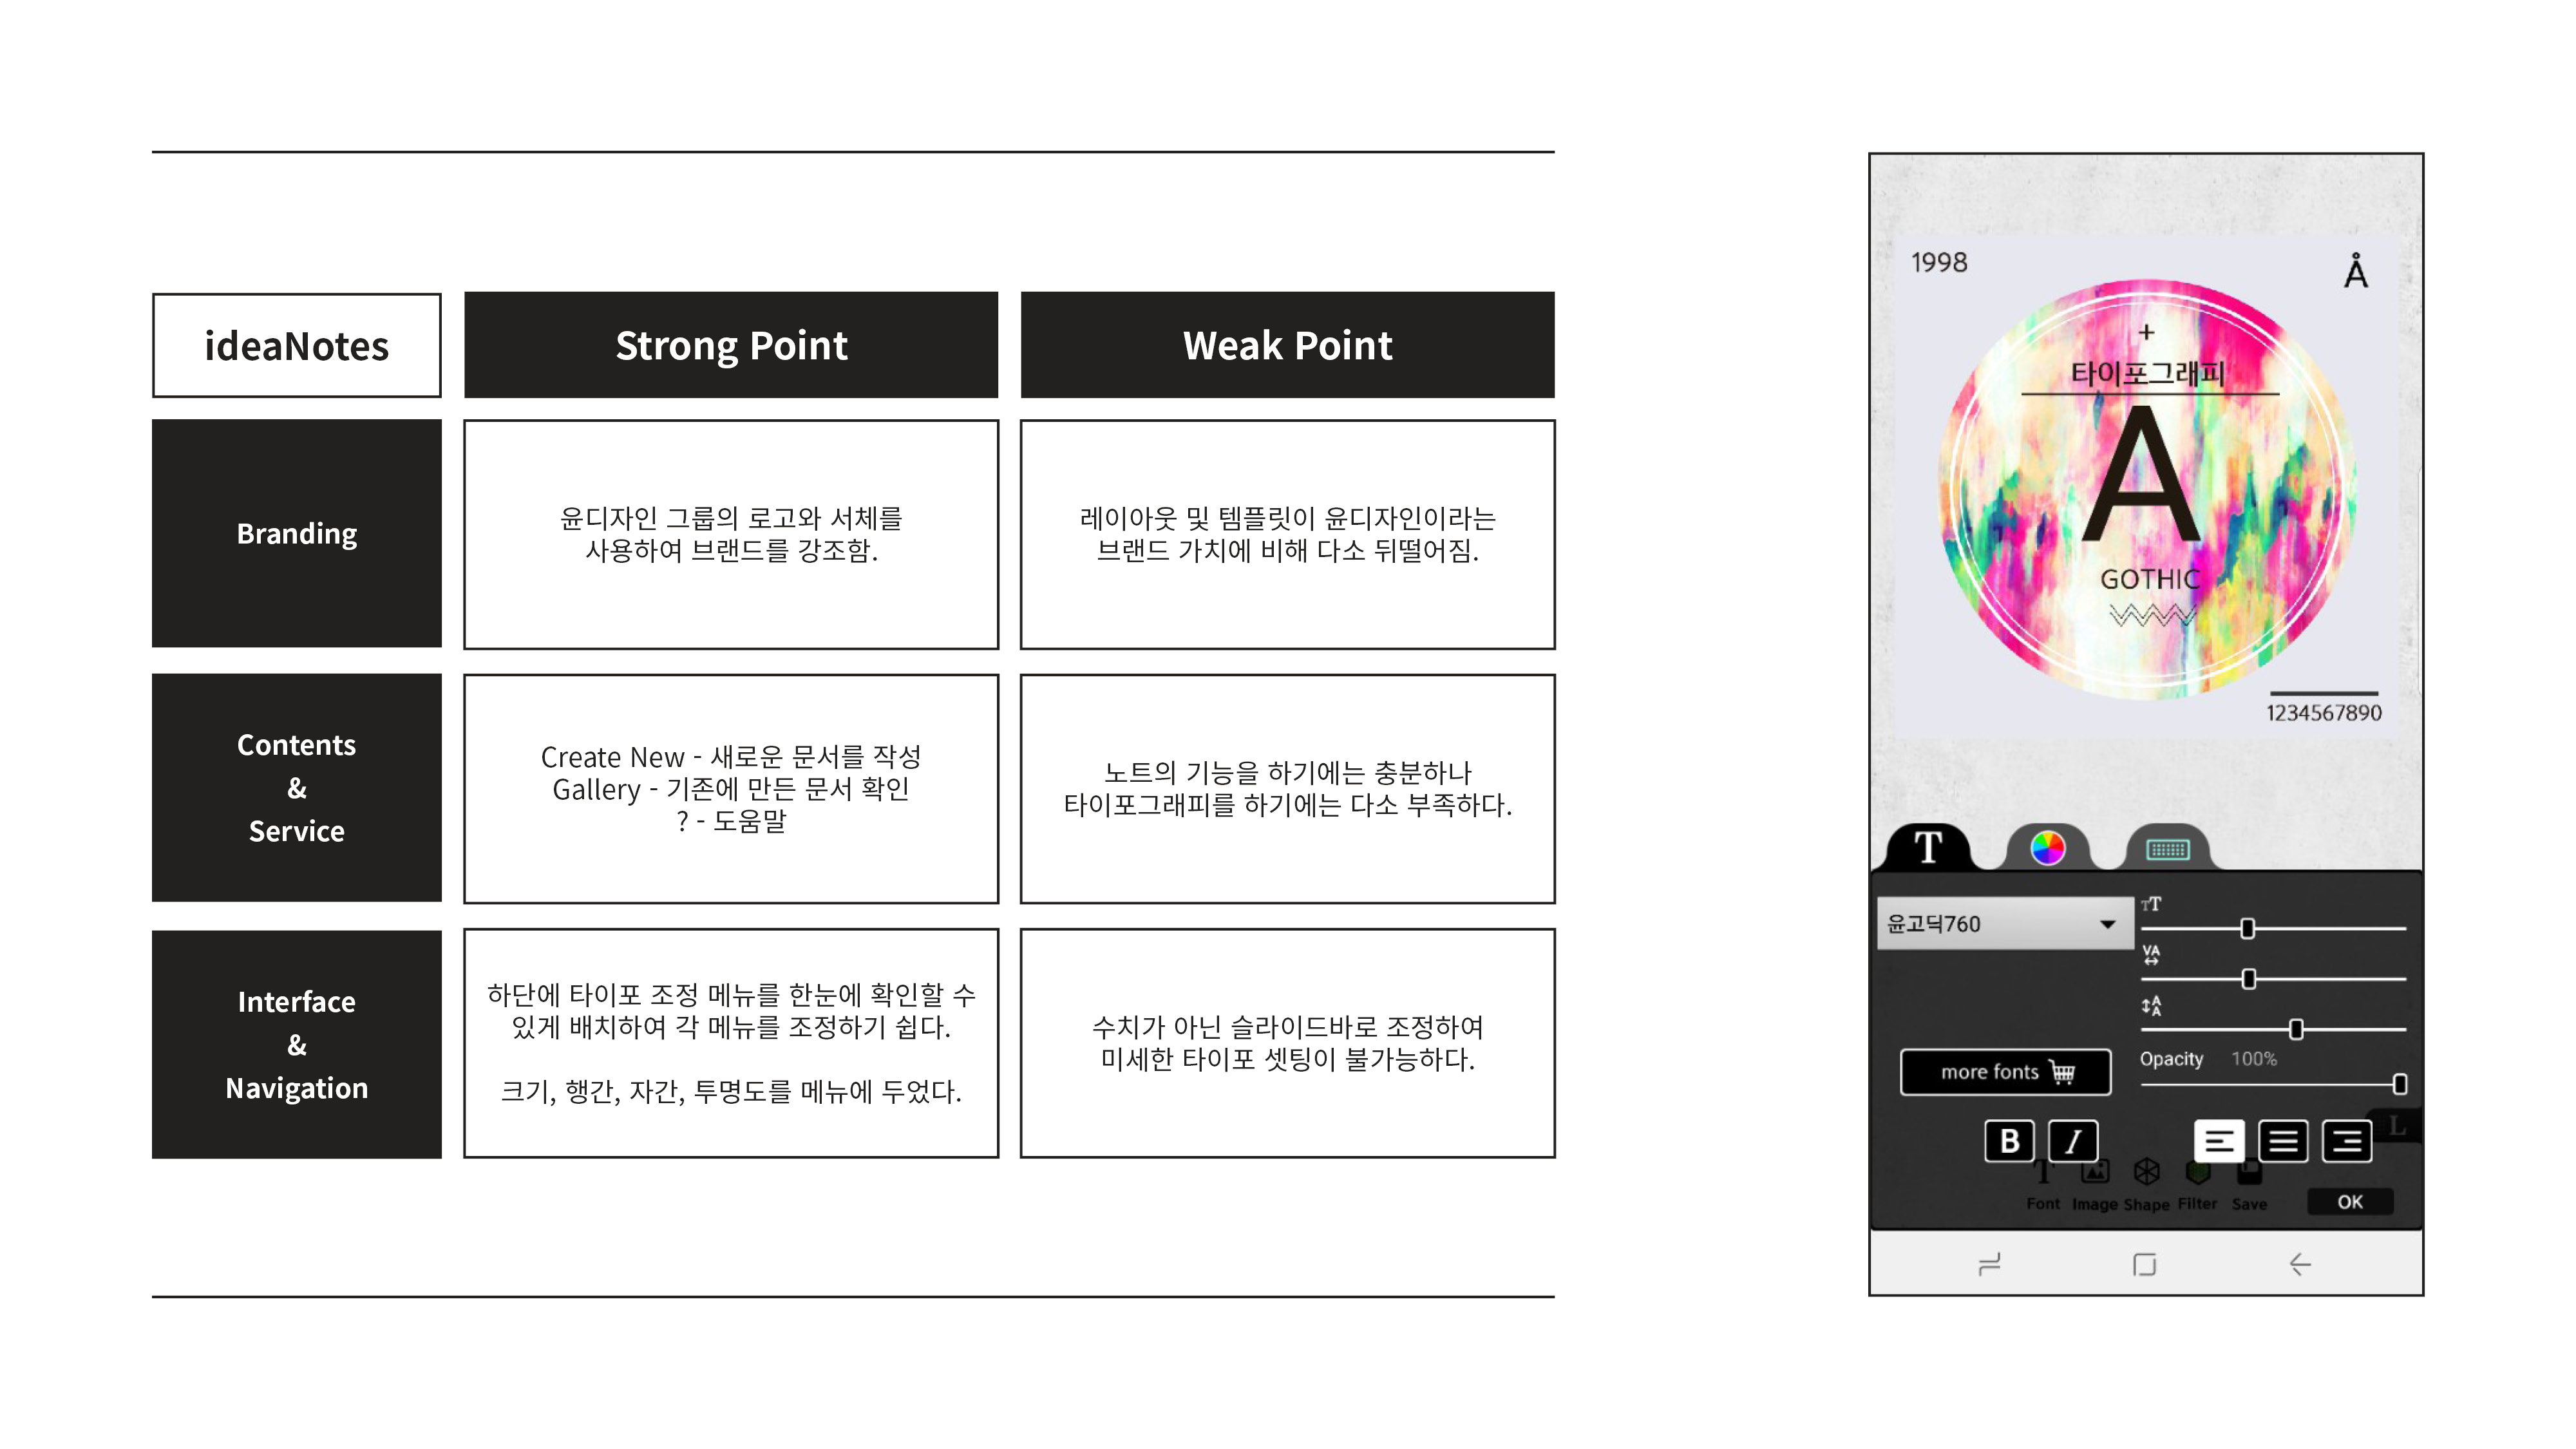 ideaNotes
Strong Point
Weak Point
Branding
윤디자인 그룹의 로고와 서체를
사용하여 브랜드를 강조함.
레이아웃 및 템플릿이 윤디자인이라는
브랜드 가치에 비해 다소 뒤떨어짐.
Contents
&
Service
Create New - 새로운 문서를 작성
Gallery - 기존에 만든 문서 확인
? - 도움말
노트의 기능을 하기에는 충분하나
타이포그래피를 하기에는 다소 부족하다.
Interface
&
Navigation
하단에 타이포 조정 메뉴를 한눈에 확인할 수
있게 배치하여 각 메뉴를 조정하기 쉽다.
크기, 행간, 자간, 투명도를 메뉴에 두었다.
수치가 아닌 슬라이드바로 조정하여
미세한 타이포 셋팅이 불가능하다.
1998
Å
+
타이포그래피
A
GOTHIC
1234567890
T
윤고딕760
TT
VA
A
A
more fonts
Opacity 100%
B I
L
T
Font Image Shape Filter Save
OK